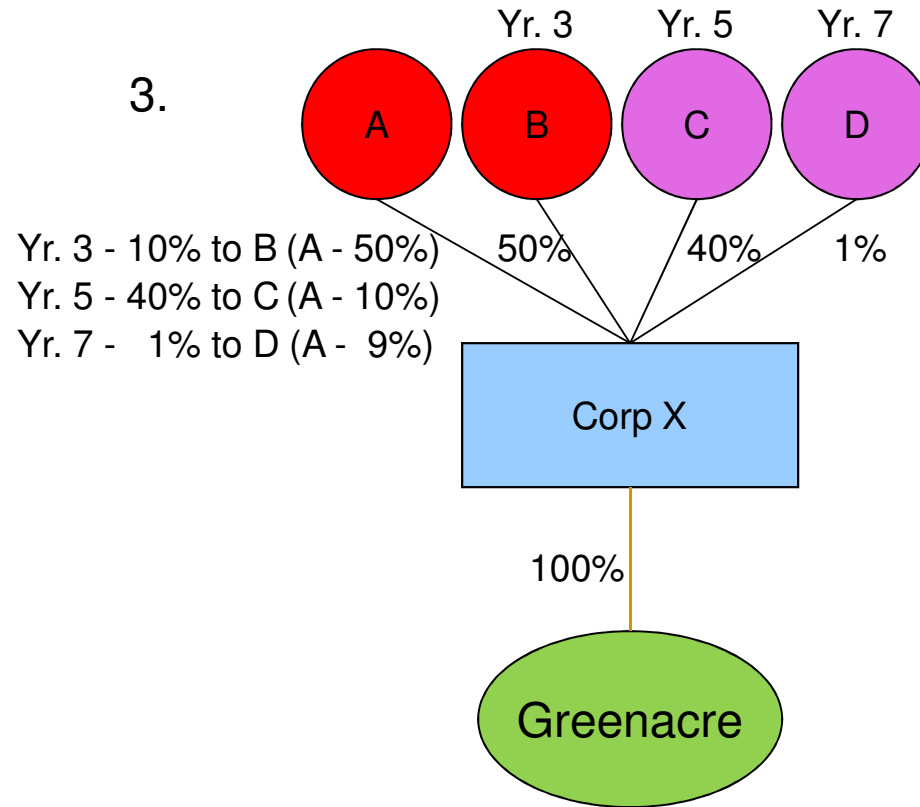 Yr. 3 Yr. 5 Yr. 7
3.
A B C D
Yr. 3 - 10% to B (A - 50%) 50% 40% 1%
Yr. 5 - 40% to C (A - 10%)
Yr. 7 - 1% to D (A - 9%)
Corp X
100%
Greenacre